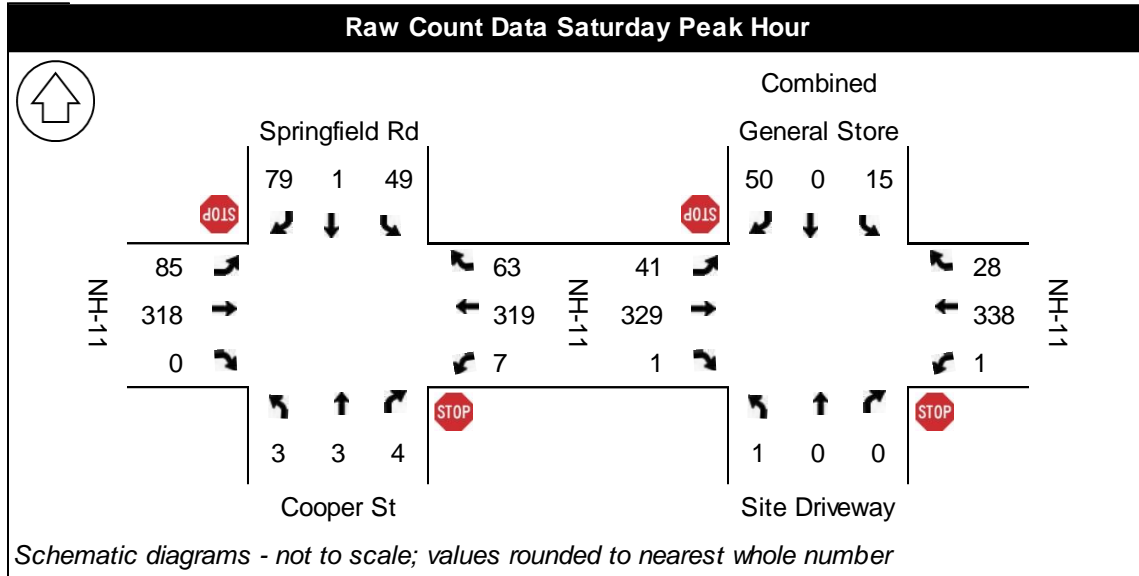 Raw Count Data Saturday Peak Hour
Combined
Springfield Rd General Store
79 1 49 50 0 15
STOP STOP
85 63 41 28
NH-11 318 319 NH-11 329 338 NH-11
0 7 1 1
STOP STOP
3 3 4 1 0 0
Cooper St Site Driveway
Schematic diagrams - not to scale; values rounded to nearest whole number